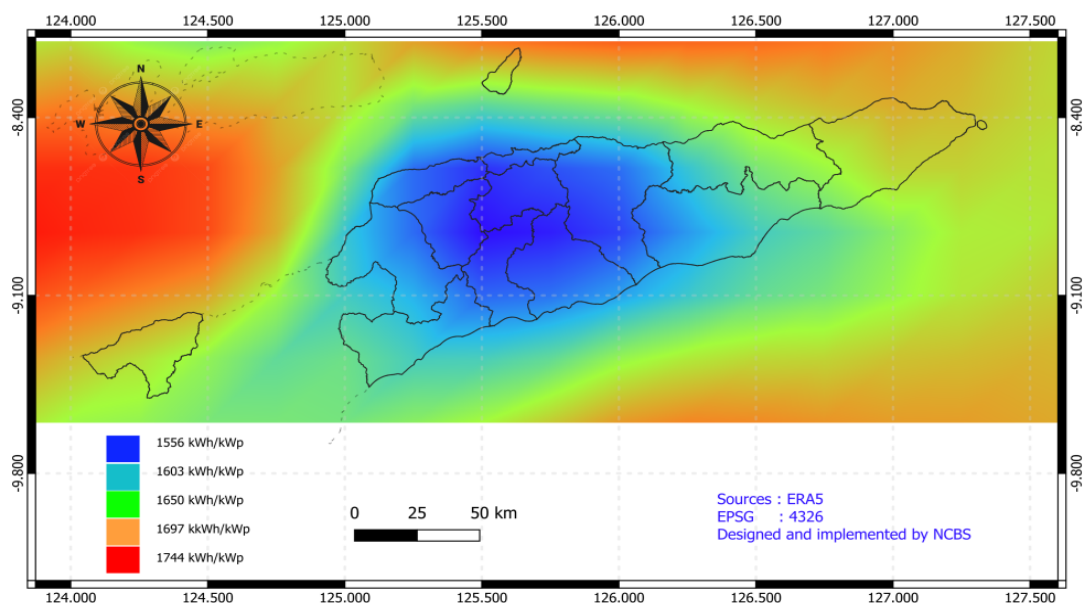 124.000 124.500 125.000 125.500 126.000 126.500 127.000 127.500
N
W E
S
-8.400 -8.400
-9.100 -9.100
-9.800 -9.800
1556 kWh/kWp
1603 kWh/kWp
1650 kWh/kWp
1697 kkWh/kWp
1744 kWh/kWp
0 25 50 km
Sources : ERA5
EPSG : 4326
Designed and implemented by NCBS
124.000 124.500 125.000 125.500 126.000 126.500 127.000 127.500